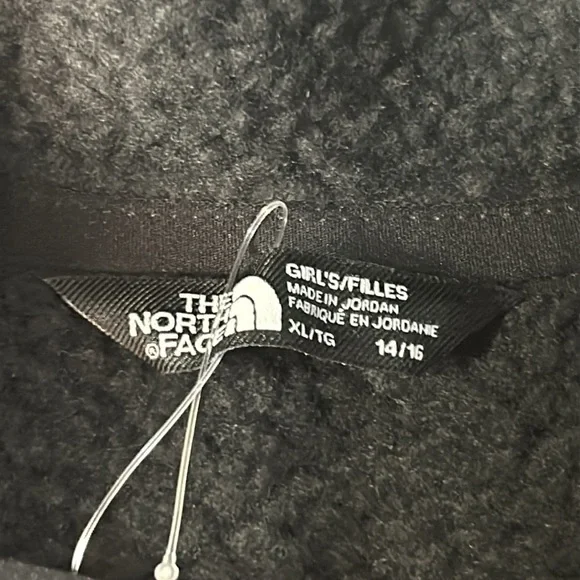 THE
NORTH
FACE
®
GIRL'S/FILLES
MADE IN JORDAN
FABRIQUÉ EN JORDANIE
XL/TG 14/16